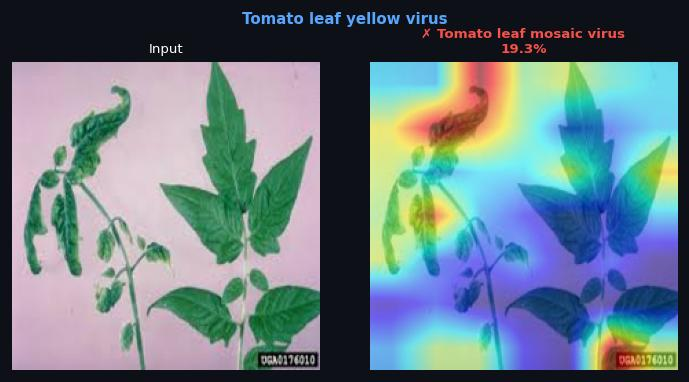 Tomato leaf yellow virus
Input
✗ Tomato leaf mosaic virus
19.3%
UGA0176010
UGA0176010